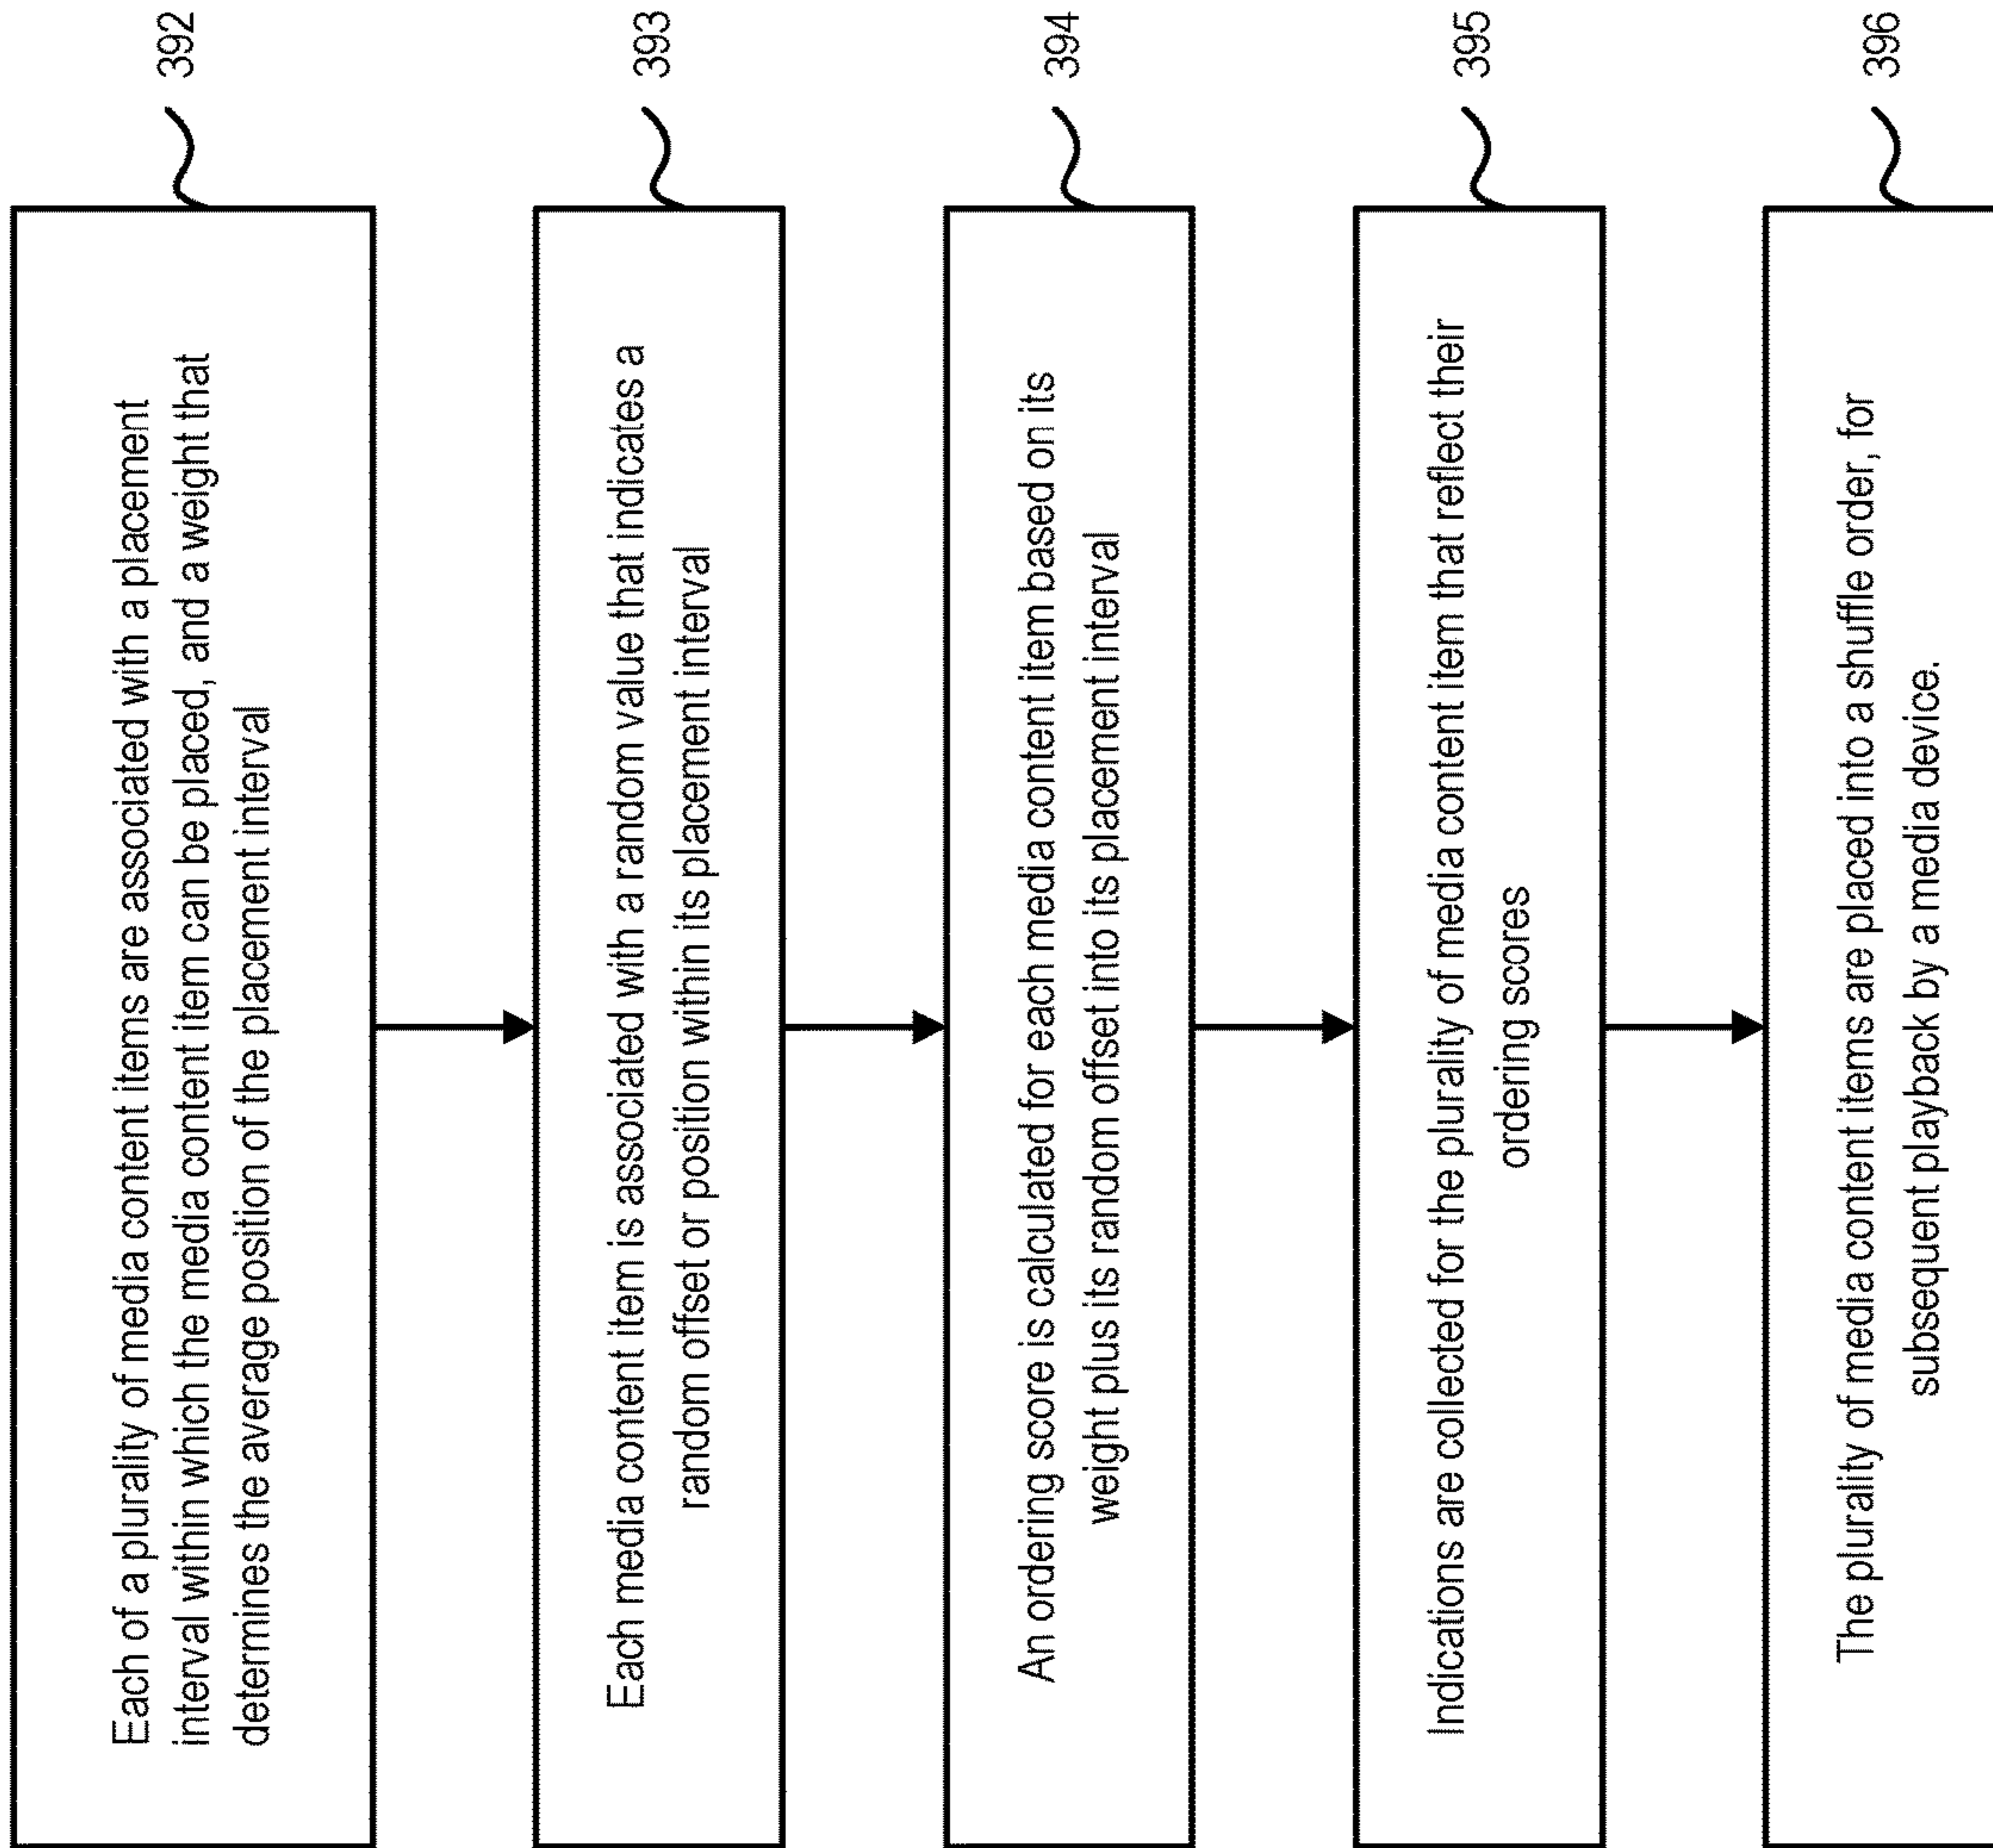 Each of a plurality of media content items are associated with a placement
interval within which the media content item can be placed, and a weight that
determines the average position of the placement interval
392
Each media content item is associated with a random value that indicates a
random offset or position within its placement interval
393
An ordering score is calculated for each media content item based on its
weight plus its random offset into its placement interval
394
Indications are collected for the plurality of media content item that reflect their
ordering scores
395
The plurality of media content items are placed into a shuffle order, for
subsequent playback by a media device.
396